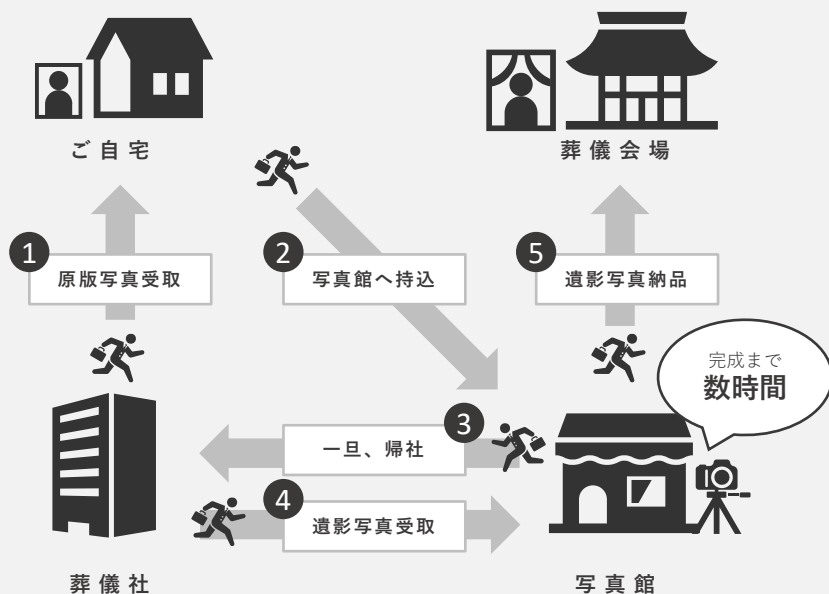 ご自宅
葬儀会場
1
原版写真受取
2
写真館へ持込
5
遺影写真納品
完成まで
数時間
一旦、帰社
3
4
遺影写真受取
葬儀社
写真館